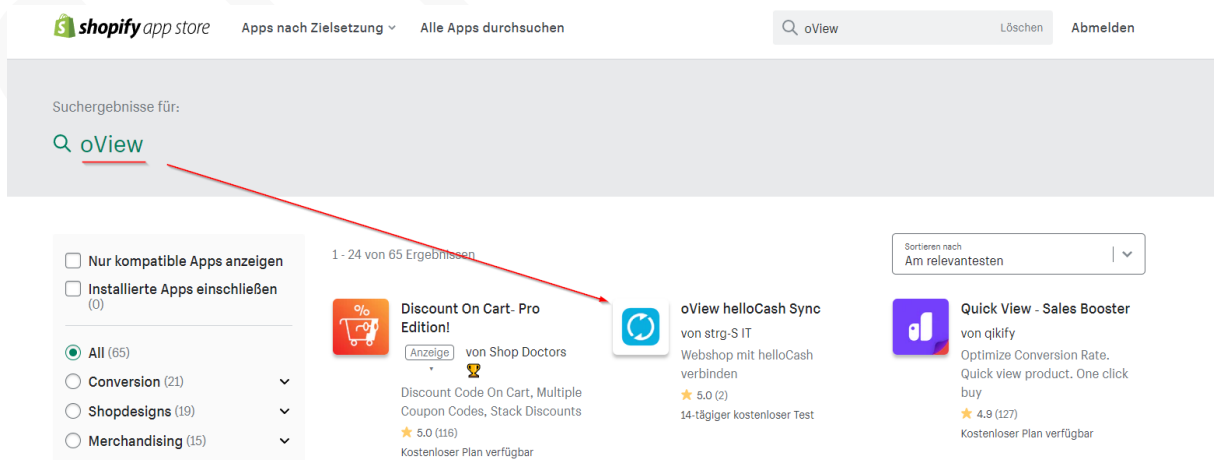 shopify app store
Apps nach Zielsetzung
Alle Apps durchsuchen
oView
Löschen
Abmelden
Suchergebnisse für:
oView
Nur kompatible Apps anzeigen
Installierte Apps einschließen
(0)
All (65)
Conversion (21)
Shopdesigns (19)
Merchandising (15)
1 - 24 von 65 Ergebnissen
Sortieren nach
Am relevantesten
%
Discount On Cart- Pro
Edition!
Anzeige von Shop Doctors
Discount Code On Cart, Multiple
Coupon Codes, Stack Discounts
5.0 (116)
Kostenloser Plan verfügbar
oView helloCash Sync
von strg-S IT
Webshop mit helloCash
verbinden
5.0 (2)
14-tägiger kostenloser Test
Quick View - Sales Booster
von qikify
Optimize Conversion Rate.
Quick view product. One click
buy
4.9 (127)
Kostenloser Plan verfügbar